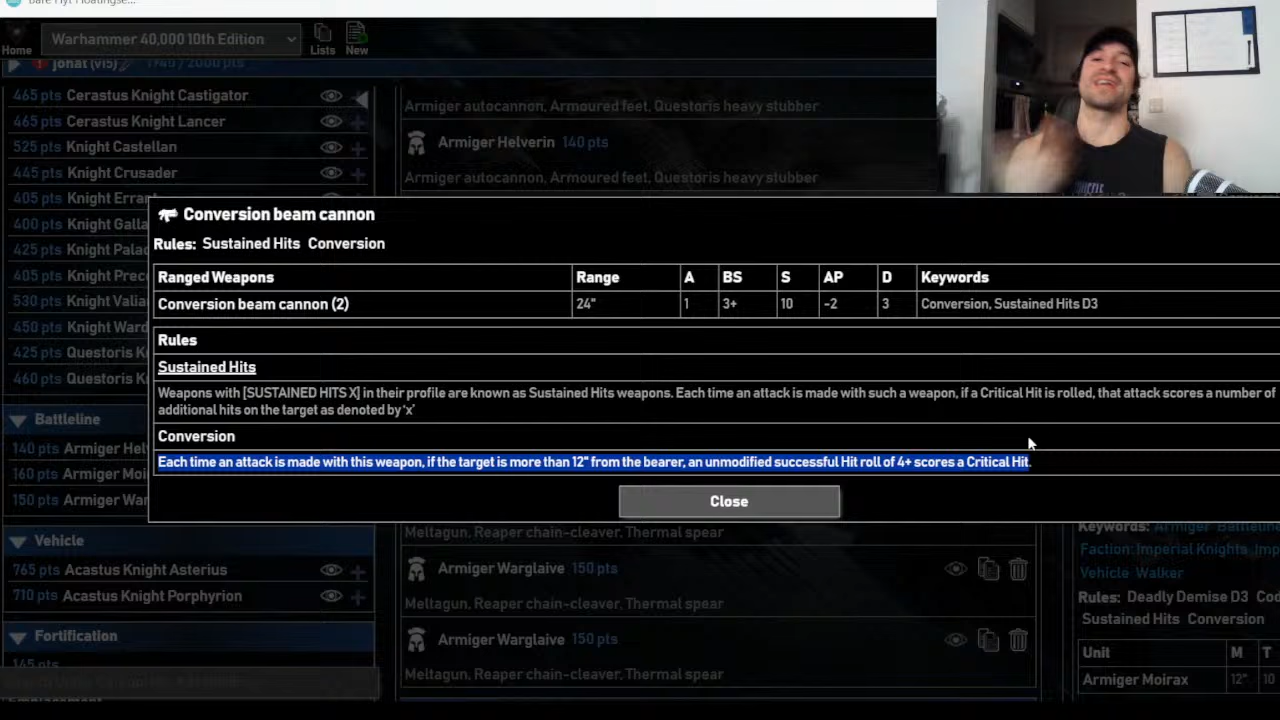 Warhammer 40,000 10th Edition
Home
Lists
New
jonat (v15) 1740 / 2000 pts
465 pts Cerastus Knight Castigator
465 pts Cerastus Knight Lancer
525 pts Knight Castellan
445 pts Knight Crusader
405 pts Knight Erran
400 pts Knight Galla
425 pts Knight Palad
405 pts Knight Prece
530 pts Knight Valia
450 pts Knight Ward
425 pts Questoris K
460 pts Questoris K
Battleline
140 pts Armiger Hel
160 pts Armiger Moi
150 pts Armiger War
Vehicle
765 pts Acastus Knight Asterius
710 pts Acastus Knight Porphyrion
Fortification
145 pts
Armiger autocannon, Armoured feet, Questoris heavy stubber
Armiger Helverin 140 pts
Armiger autocannon, Armoured feet, Questoris heavy stubber
Conversion beam cannon
Rules: Sustained Hits Conversion
Ranged Weapons Range A BS S AP D Keywords
Conversion beam cannon (2) 24" 1 3+ 10 -2 3 Conversion, Sustained Hits D3
Rules
Sustained Hits
Weapons with [SUSTAINED HITS X] in their profile are known as Sustained Hits weapons. Each time an attack is made with such a weapon, if a Critical Hit is rolled, that attack scores a number of
additional hits on the target as denoted by 'x'
Conversion
Each time an attack is made with this weapon, if the target is more than 12" from the bearer, an unmodified successful Hit roll of 4+ scores a Critical Hit.
Close
Meltagun, Reaper chain-cleaver, Thermal spear
Armiger Warglaive 150 pts
Meltagun, Reaper chain-cleaver, Thermal spear
Armiger Warglaive 150 pts
Meltagun, Reaper chain-cleaver, Thermal spear
Keywords: Armiger Battleline
Faction: Imperial Knights Imp
Vehicle Walker
Rules: Deadly Demise D3 Cod
Sustained Hits Conversion
Unit M T
Armiger Moirax 12" 10